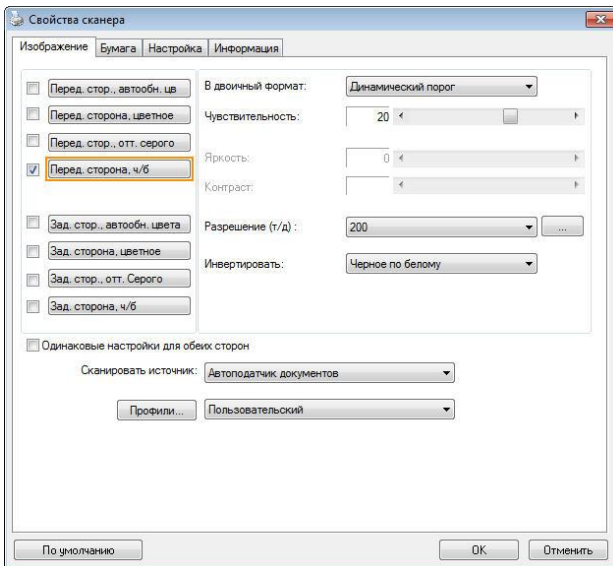 Свойства сканера
Изображение Бумага Настройка Информация
Перед. стор., автообн. цв
Перед. сторона, цветное
Перед. стор., отт. серого
Перед. сторона, ч/б
Зад. стор., автообн. цвета
Зад. сторона, цветное
Зад. стор., отт. Серого
Зад. сторона, ч/б
В двоичный формат: Динамический порог
Чувствительность: 20
Яркость: 0
Контраст:
Разрешение (т/д) : 200 ...
Инвертировать: Черное по белому
Одинаковые настройки для обеих сторон
Сканировать источник: Автоподатчик документов
Профили... Пользовательский
По умолчанию OK Отменить